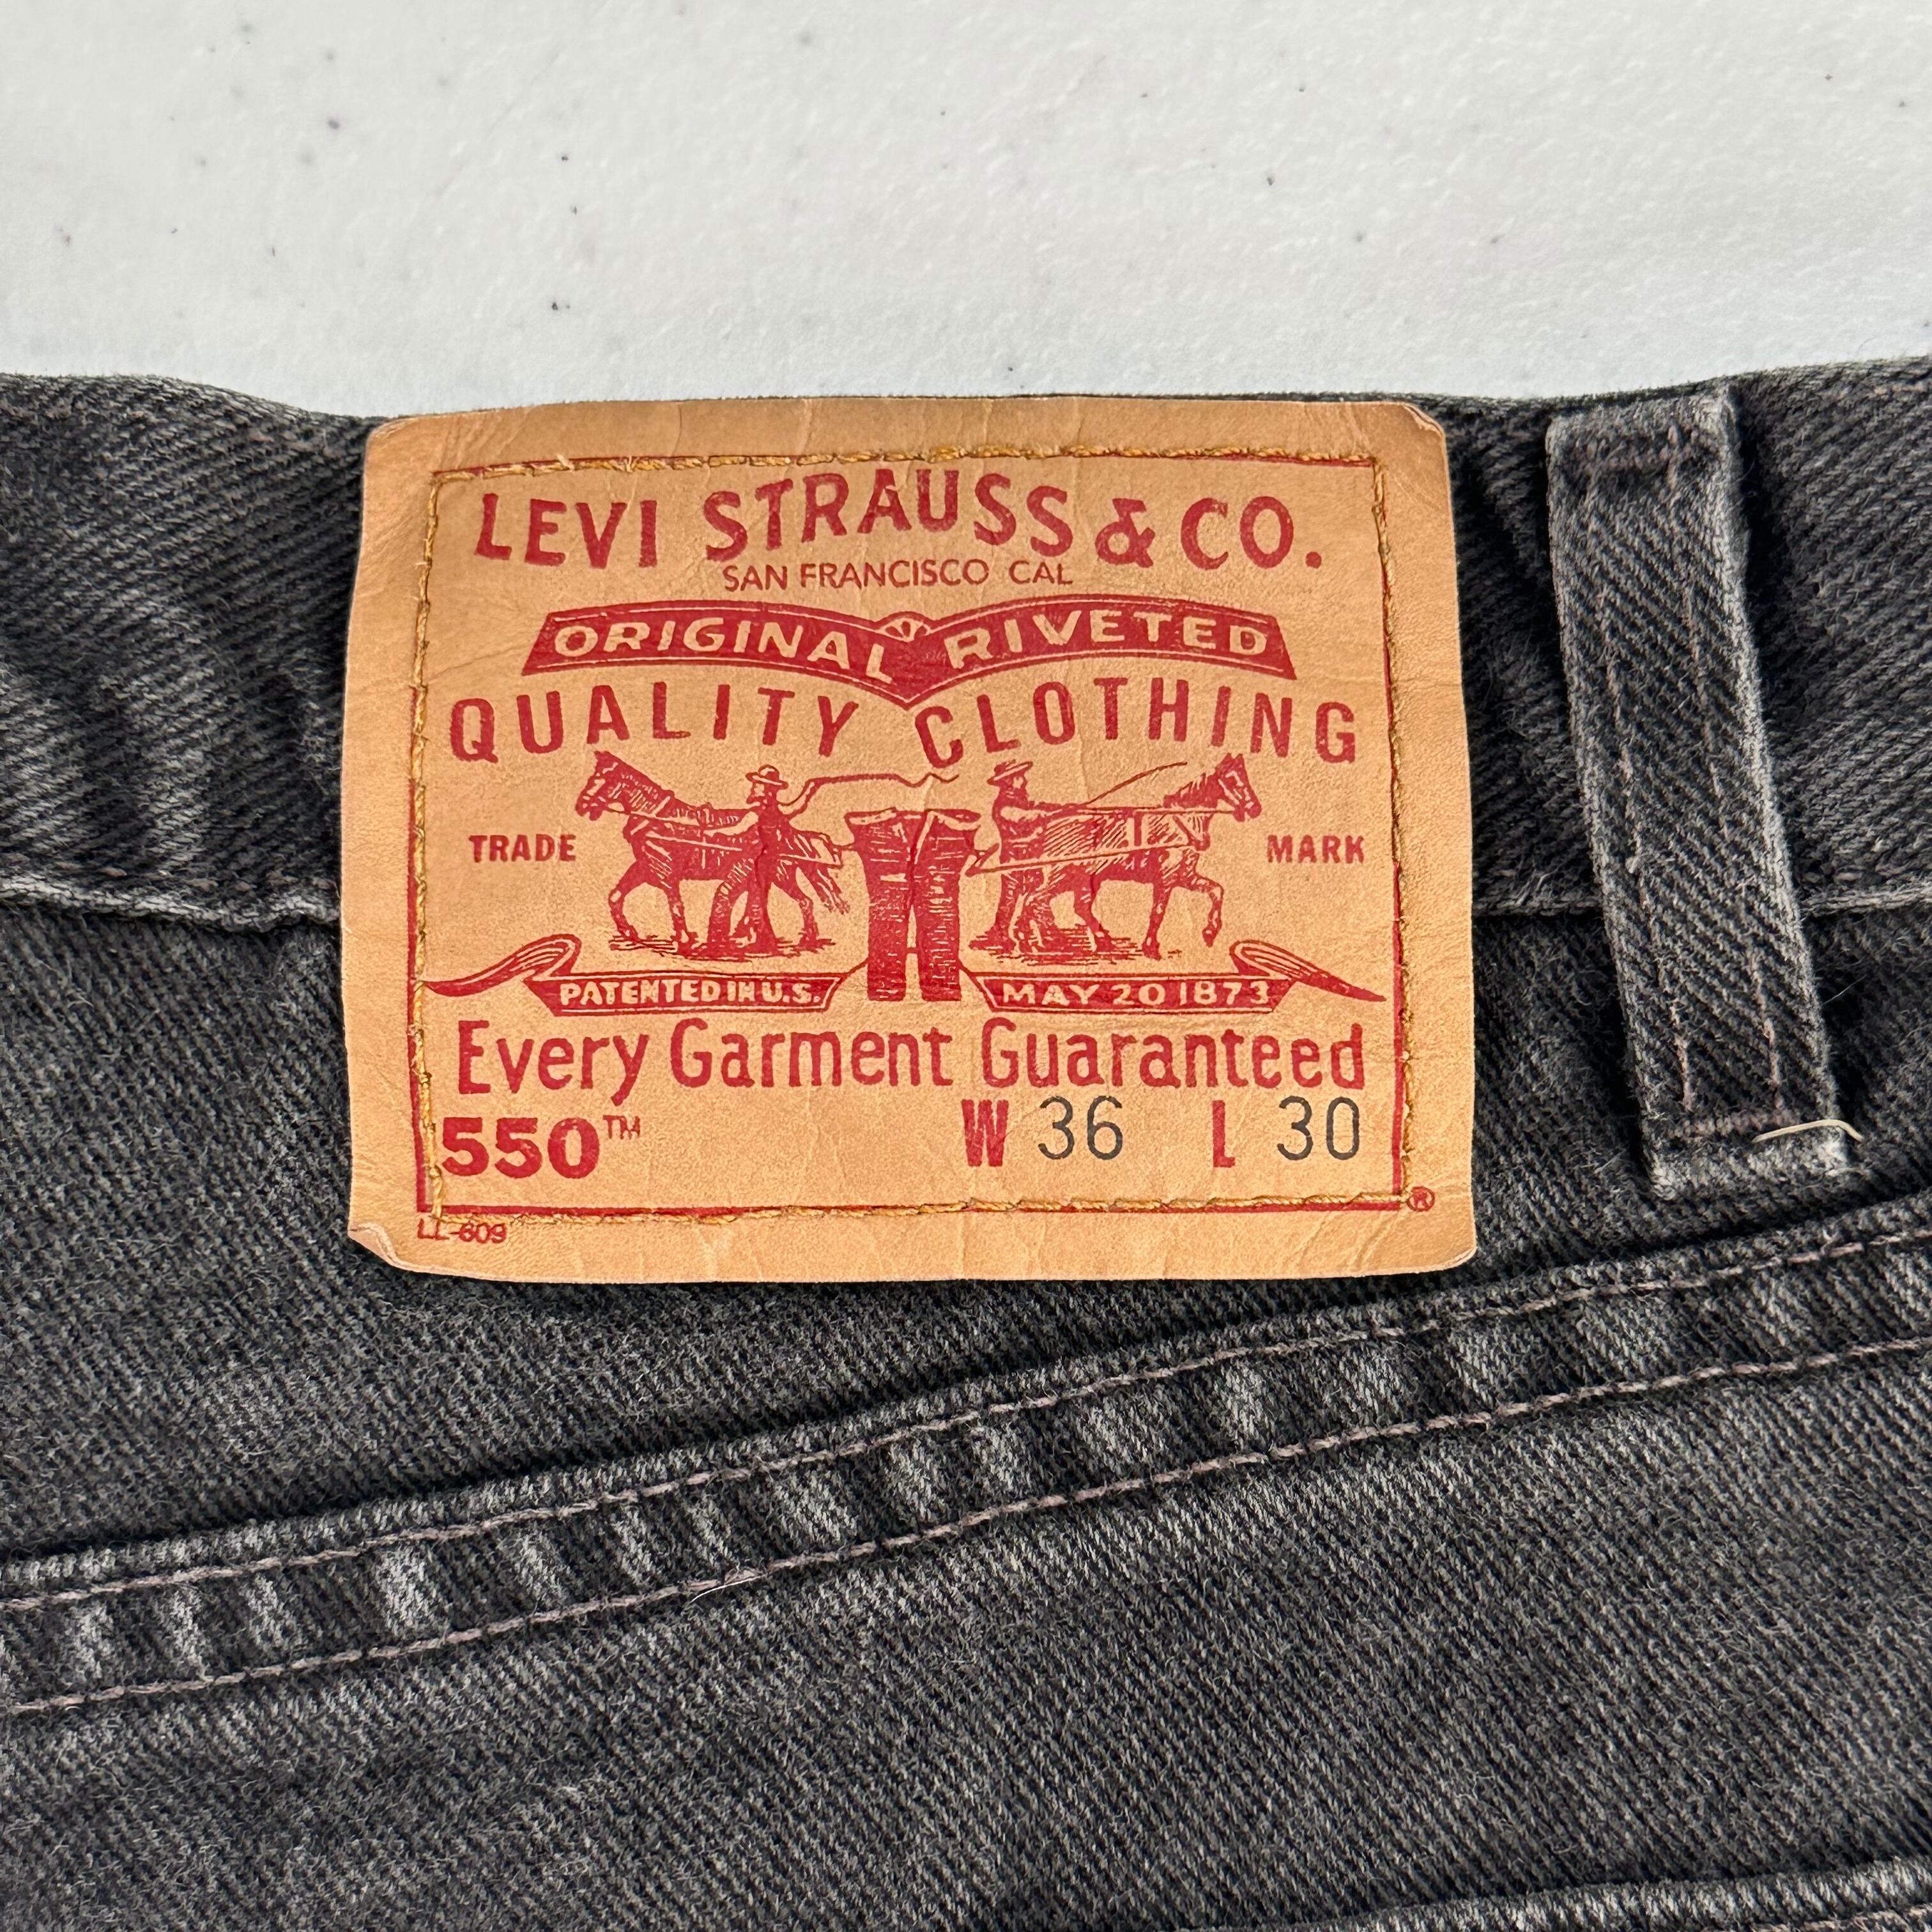 LEVI STRAUSS & CO.
SAN FRANCISCO CAL
ORIGINAL RIVETED
QUALITY CLOTHING
TRADE MARK
PATENTED IN U.S. MAY 20 1873
Every Garment Guaranteed
550™ W 36 L 30
®
LL-609